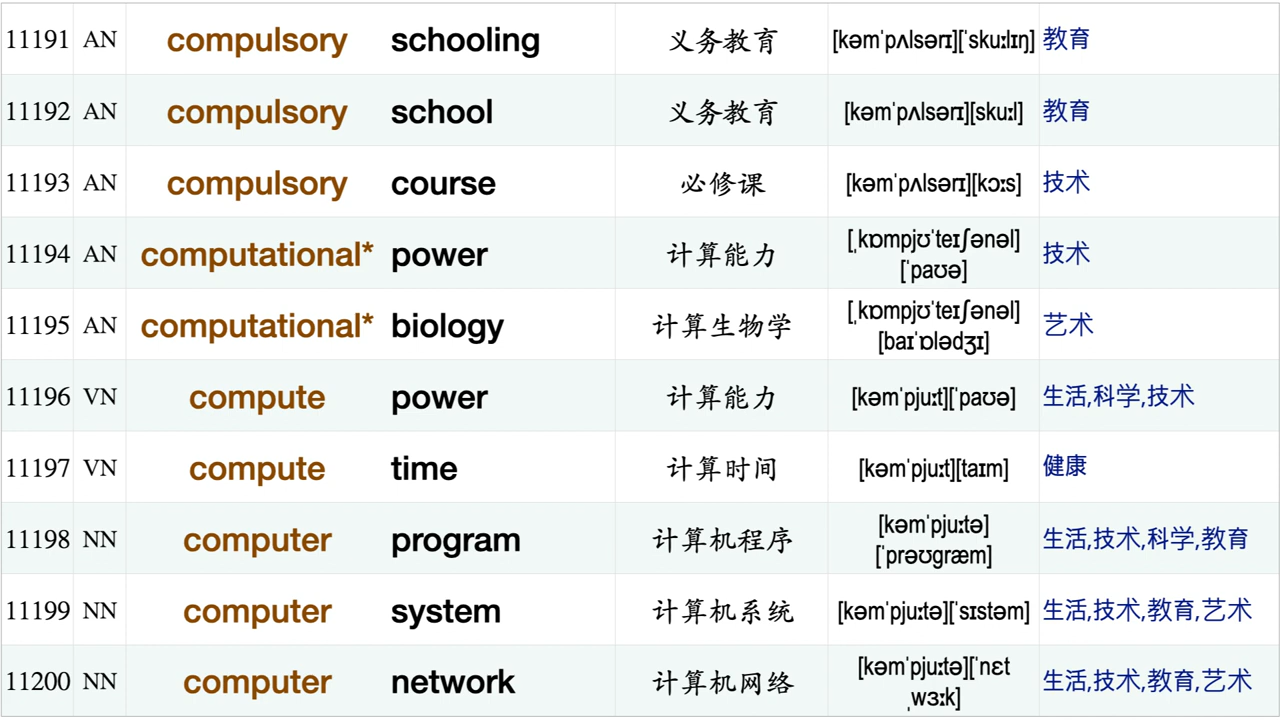 11191 AN compulsory schooling 义务教育 [kəmˈpʌlsərɪ][ˈskuːlɪŋ] 教育
11192 AN compulsory school 义务教育 [kəmˈpʌlsərɪ][skuːl] 教育
11193 AN compulsory course 必修课 [kəmˈpʌlsərɪ][kɔːs] 技术
11194 AN computational* power 计算能力 [ˌkɒmpjʊˈteɪʃənəl]
[ˈpaʊə] 技术
11195 AN computational* biology 计算生物学 [ˌkɒmpjʊˈteɪʃənəl]
[baɪˈɒlədʒɪ] 艺术
11196 VN compute power 计算能力 [kəmˈpjuːt][ˈpaʊə] 生活,科学,技术
11197 VN compute time 计算时间 [kəmˈpjuːt][taɪm] 健康
11198 NN computer program 计算机程序 [kəmˈpjuːtə]
[ˈprəʊɡræm] 生活,技术,科学,教育
11199 NN computer system 计算机系统 [kəmˈpjuːtə][ˈsɪstəm] 生活,技术,教育,艺术
11200 NN computer network 计算机网络 [kəmˈpjuːtə][ˈnɛt
ˌwɜːk] 生活,技术,教育,艺术